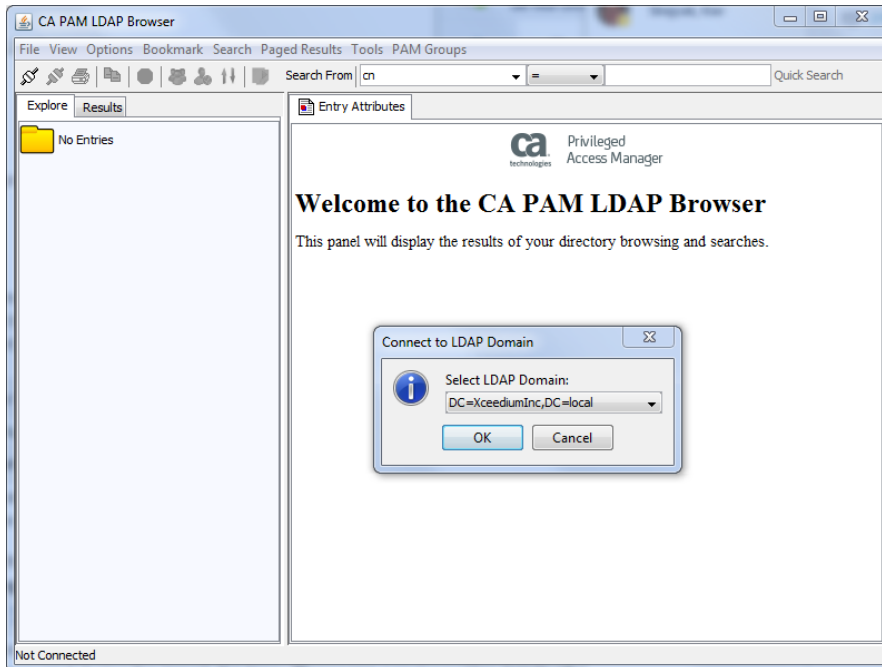 CA PAM LDAP Browser
File View Options Bookmark Search Paged Results Tools PAM Groups
Search From cn = Quick Search
Explore Results
Entry Attributes
No Entries
ca technologies
Privileged
Access Manager
Welcome to the CA PAM LDAP Browser
This panel will display the results of your directory browsing and searches.
Connect to LDAP Domain
Select LDAP Domain:
DC=XceediumInc,DC=local
OK Cancel
Not Connected